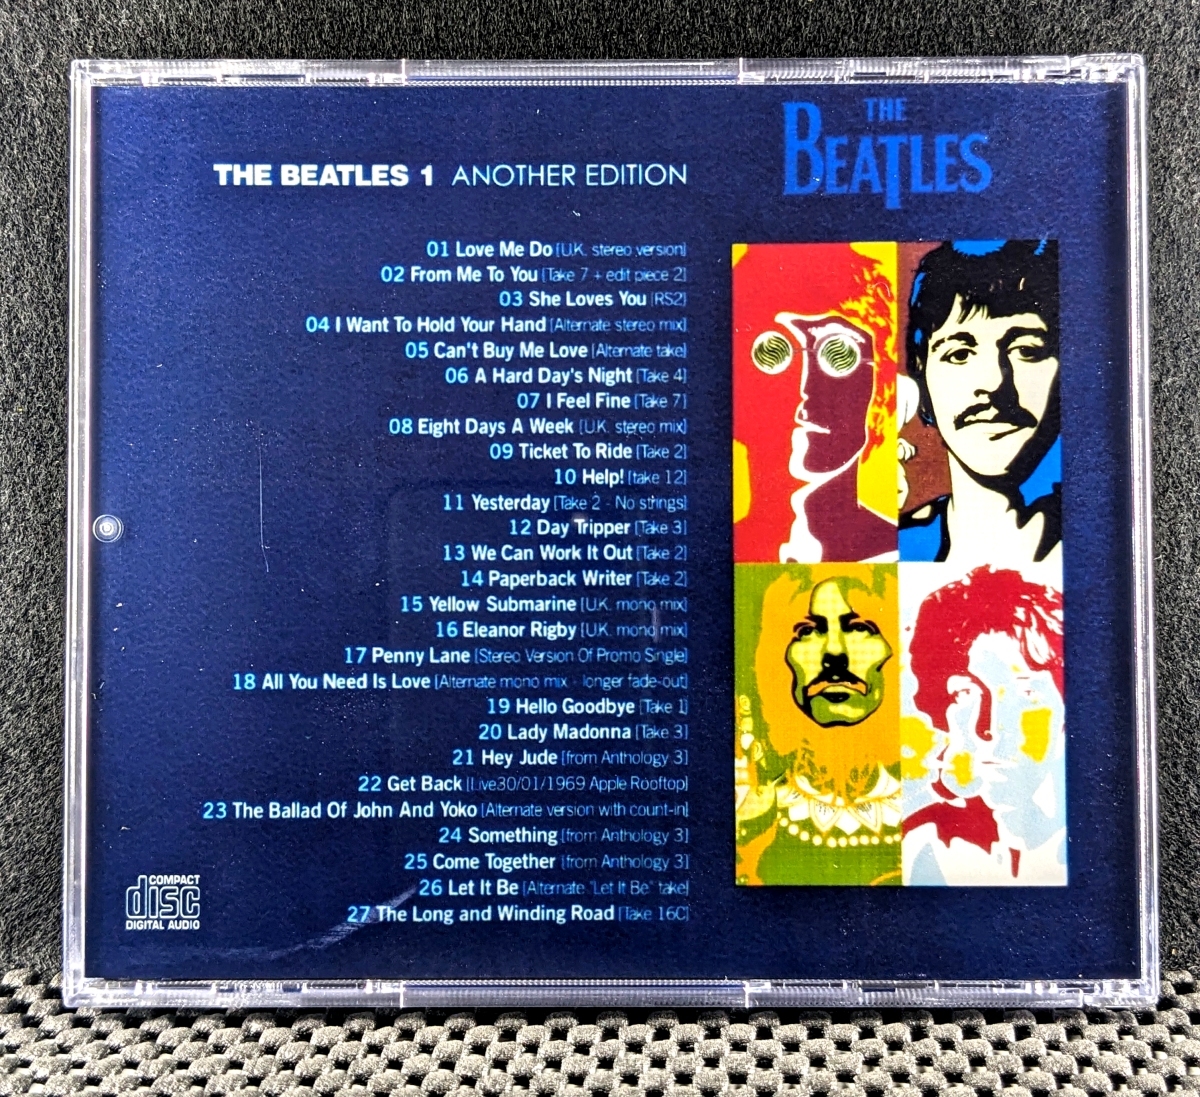 THE
BEATLES
THE BEATLES 1 ANOTHER EDITION
01 Love Me Do [U.K. stereo version]
02 From Me To You [Take 7 + edit piece 2]
03 She Loves You [RS2]
04 I Want To Hold Your Hand [Alternate stereo mix]
05 Can't Buy Me Love [Alternate take]
06 A Hard Day's Night [Take 4]
07 I Feel Fine [Take 7]
08 Eight Days A Week [U.K. stereo mix]
09 Ticket To Ride [Take 2]
10 Help! [take 12]
11 Yesterday [Take 2 - No strings]
12 Day Tripper [Take 3]
13 We Can Work It Out [Take 2]
14 Paperback Writer [Take 2]
15 Yellow Submarine [U.K. mono mix]
16 Eleanor Rigby [U.K. mono mix]
17 Penny Lane [Stereo Version Of Promo Single]
18 All You Need Is Love [Alternate mono mix - longer fade-out]
19 Hello Goodbye [Take 1]
20 Lady Madonna [Take 3]
21 Hey Jude [from Anthology 3]
22 Get Back [Live30/01/1969 Apple Rooftop]
23 The Ballad Of John And Yoko [Alternate version with count-in]
24 Something [from Anthology 3]
25 Come Together [from Anthology 3]
26 Let It Be [Alternate "Let It Be" take]
27 The Long and Winding Road [Take 16C]
COMPACT
disc
DIGITAL AUDIO